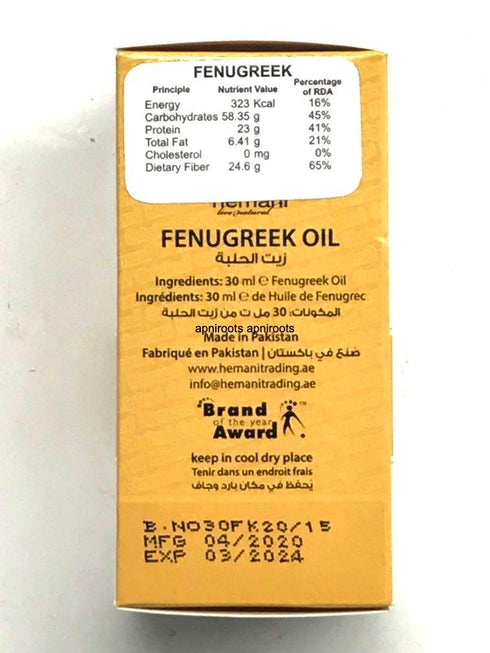 FENUGREEK
Principle Nutrient Value Percentage of RDA
Energy 323 Kcal 16%
Carbohydrates 58.35 g 45%
Protein 23 g 41%
Total Fat 6.41 g 21%
Cholesterol 0 mg 0%
Dietary Fiber 24.6 g 65%
hemani
live natural
FENUGREEK OIL
زيت الحلبة
Ingredients: 30 ml ℮ Fenugreek Oil
Ingrédients: 30 ml ℮ de Huile de Fenugrec
المكونات: 30 مل ت من زيت الحلبة
apniroots apniroots
Made in Pakistan
Fabriqué en Pakistan | صنع في باكستان
www.hemanitrading.ae
info@hemanitrading.ae
Brand
of the year
Award
TM
keep in cool dry place
Tenir dans un endroit frais
يُحفظ في مكان بارد وجاف
B.NO30FK20/15
MFG 04/2020
EXP 03/2024